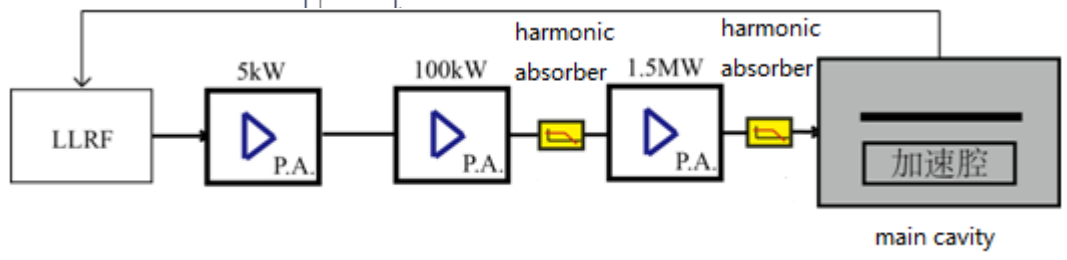 harmonic
absorber
harmonic
absorber
5kW
100kW
1.5MW
LLRF
P.A.
P.A.
P.A.
加速腔
main cavity